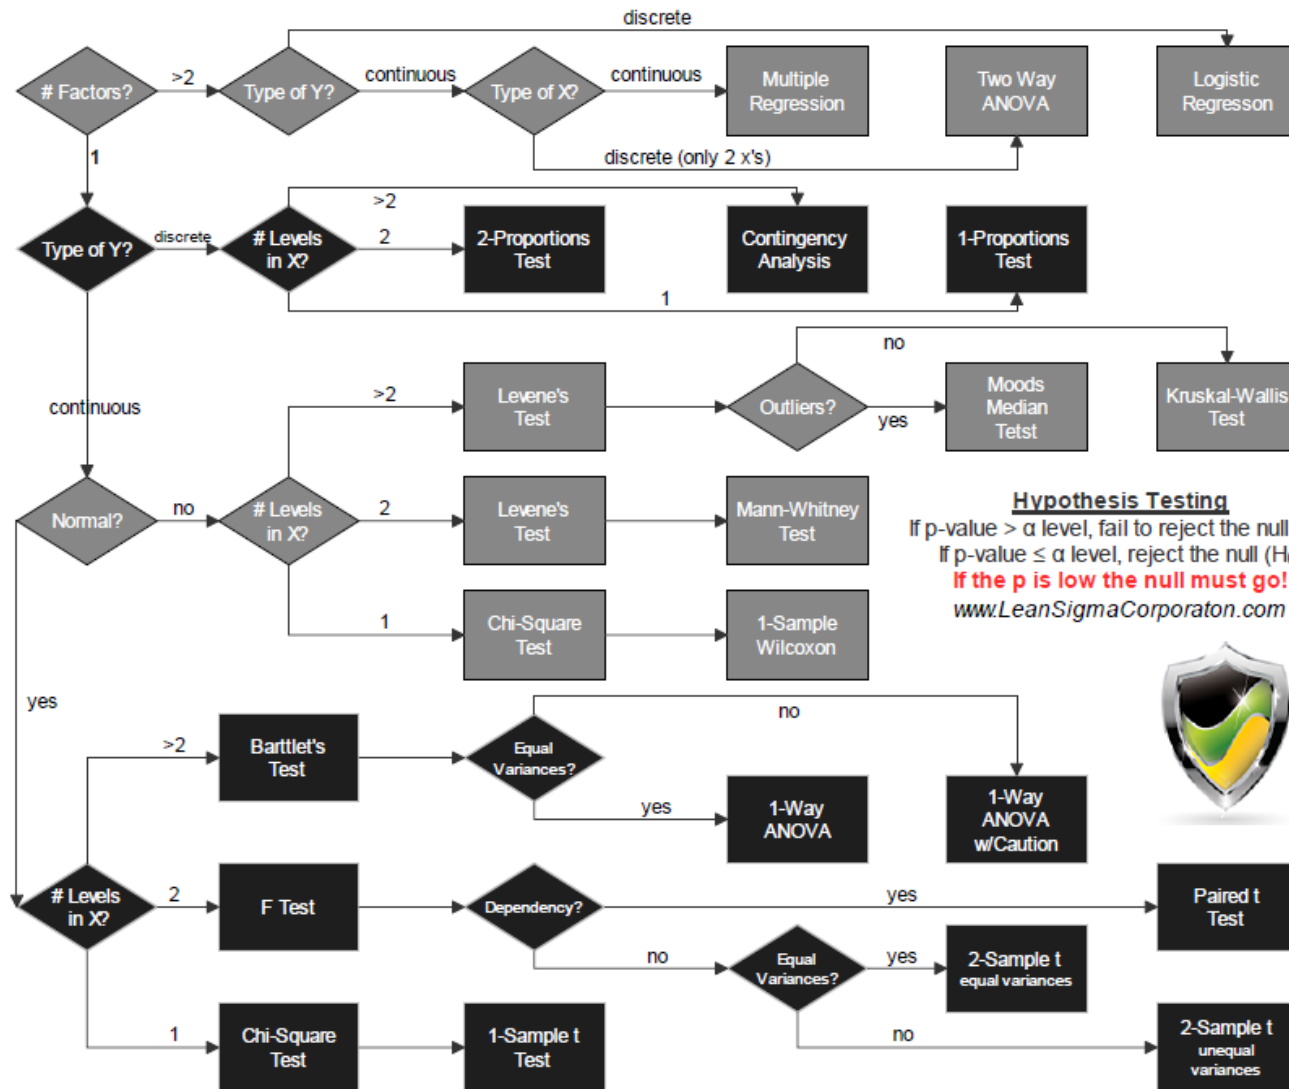 discrete
# Factors?
>2
Type of Y?
continuous
Type of X?
continuous
Multiple
Regression
Two Way
ANOVA
Logistic
Regresson
1
discrete (only 2 x's)
Type of Y?
discrete
# Levels
in X?
>2
2
2-Proportions
Test
Contingency
Analysis
1-Proportions
Test
1
continuous
no
>2
Levene's
Test
Outliers?
yes
Moods
Median
Tetst
Kruskal-Wallis
Test
Normal?
no
# Levels
in X?
2
Levene's
Test
Mann-Whitney
Test
1
Chi-Square
Test
1-Sample
Wilcoxon
Hypothesis Testing
If p-value > α level, fail to reject the null
If p-value ≤ α level, reject the null (H
If the p is low the null must go!
www.LeanSigmaCorporaton.com
yes
>2
Barttlet's
Test
Equal
Variances?
no
yes
1-Way
ANOVA
1-Way
ANOVA
w/Caution
# Levels
in X?
2
F Test
Dependency?
yes
Paired t
Test
no
Equal
Variances?
yes
2-Sample t
equal variances
1
Chi-Square
Test
1-Sample t
Test
no
2-Sample t
unequal
variances